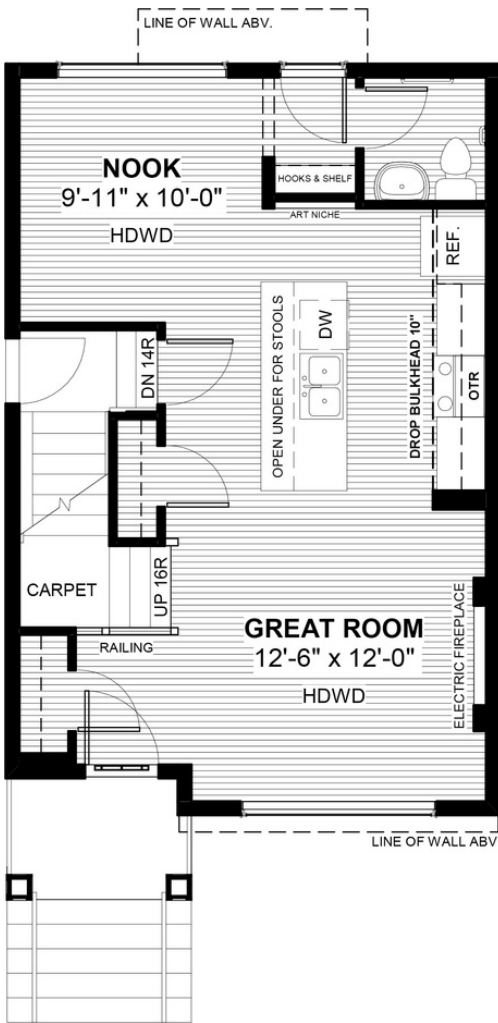 LINE OF WALL ABV.
NOOK
9'-11" x 10'-0"
HDWD
HOOKS & SHELF
ART NICHE
REF.
DN 14R
OPEN UNDER FOR STOOLS
DW
DROP BULKHEAD 10"
OTR
CARPET
UP 16R
RAILING
GREAT ROOM
12'-6" x 12'-0"
HDWD
ELECTRIC FIREPLACE
LINE OF WALL ABV